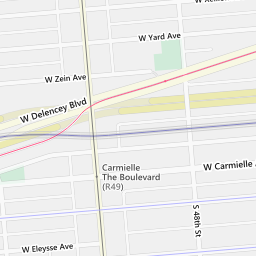 W Yard Ave
W Zein Ave
W Delencey Blvd
Carmielle
The Boulevard
(R49)
W Carmielle
S 48th St
W Eleysse Ave